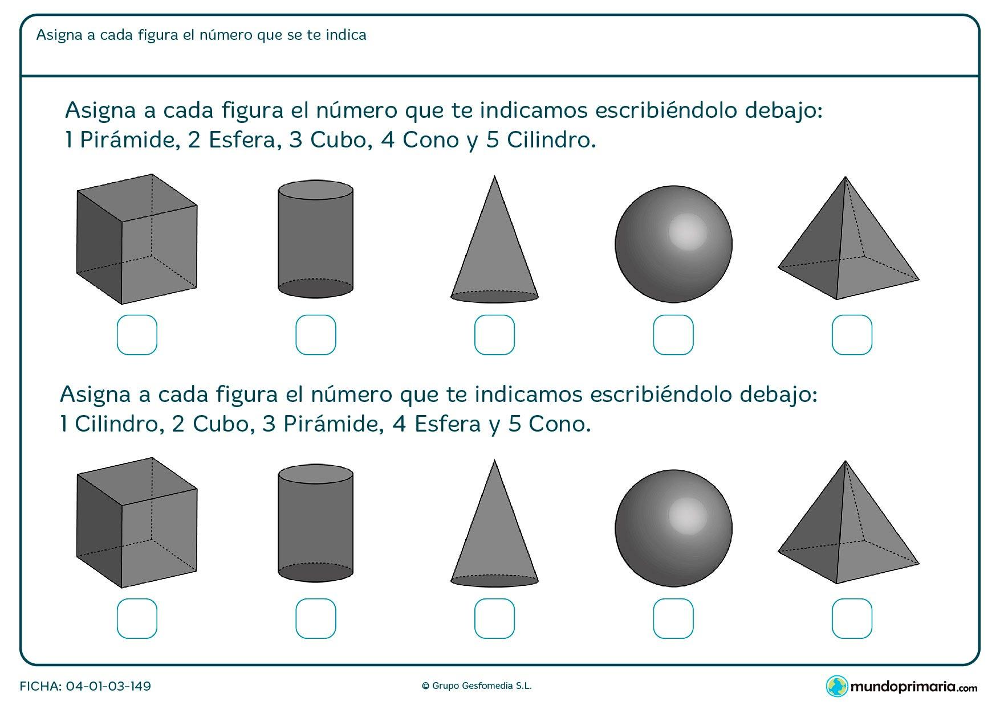 Asigna a cada figura el número que se te indica
Asigna a cada figura el número que te indicamos escribiéndolo debajo:
1 Pirámide, 2 Esfera, 3 Cubo, 4 Cono y 5 Cilindro.
Asigna a cada figura el número que te indicamos escribiéndolo debajo:
1 Cilindro, 2 Cubo, 3 Pirámide, 4 Esfera y 5 Cono.
FICHA: 04-01-03-149
© Grupo Gesfomedia S.L.
mundoprimaria.com